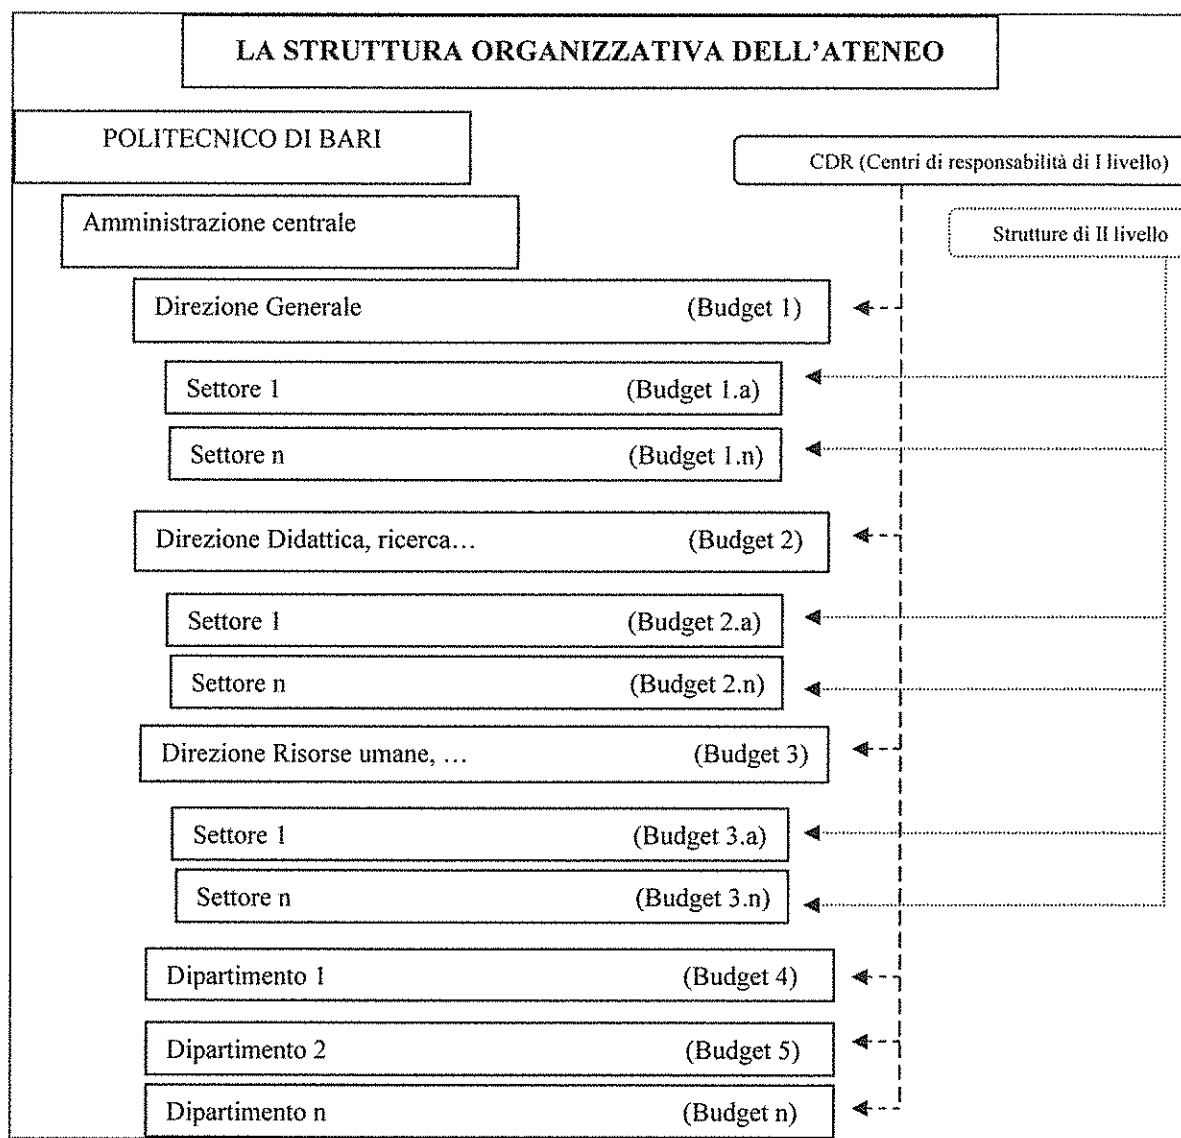 LA STRUTTURA ORGANIZZATIVA DELL'ATENEO
POLITECNICO DI BARI
CDR (Centri di responsabilità di I livello)
Amministrazione centrale
Strutture di II livello
Direzione Generale (Budget 1)
Settore 1 (Budget 1.a)
Settore n (Budget 1.n)
Direzione Didattica, ricerca… (Budget 2)
Settore 1 (Budget 2.a)
Settore n (Budget 2.n)
Direzione Risorse umane, … (Budget 3)
Settore 1 (Budget 3.a)
Settore n (Budget 3.n)
Dipartimento 1 (Budget 4)
Dipartimento 2 (Budget 5)
Dipartimento n (Budget n)